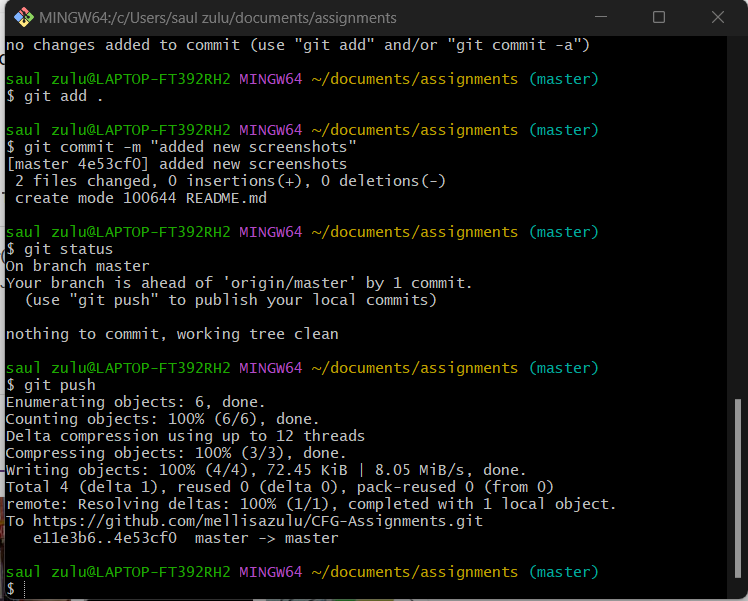 MINGW64:/c/Users/saul zulu/documents/assignments
no changes added to commit (use "git add" and/or "git commit -a")
saul zulu@LAPTOP-FT392RH2 MINGW64 ~/documents/assignments (master)
$ git add .
saul zulu@LAPTOP-FT392RH2 MINGW64 ~/documents/assignments (master)
$ git commit -m "added new screenshots"
[master 4e53cf0] added new screenshots
2 files changed, 0 insertions(+), 0 deletions(-)
create mode 100644 README.md
saul zulu@LAPTOP-FT392RH2 MINGW64 ~/documents/assignments (master)
$ git status
On branch master
Your branch is ahead of 'origin/master' by 1 commit.
(use "git push" to publish your local commits)
nothing to commit, working tree clean
saul zulu@LAPTOP-FT392RH2 MINGW64 ~/documents/assignments (master)
$ git push
Enumerating objects: 6, done.
Counting objects: 100% (6/6), done.
Delta compression using up to 12 threads
Compressing objects: 100% (3/3), done.
Writing objects: 100% (4/4), 72.45 KiB | 8.05 MiB/s, done.
Total 4 (delta 1), reused 0 (delta 0), pack-reused 0 (from 0)
remote: Resolving deltas: 100% (1/1), completed with 1 local object.
To https://github.com/mellisazulu/CFG-Assignments.git
e11e3b6..4e53cf0  master -> master
saul zulu@LAPTOP-FT392RH2 MINGW64 ~/documents/assignments (master)
$